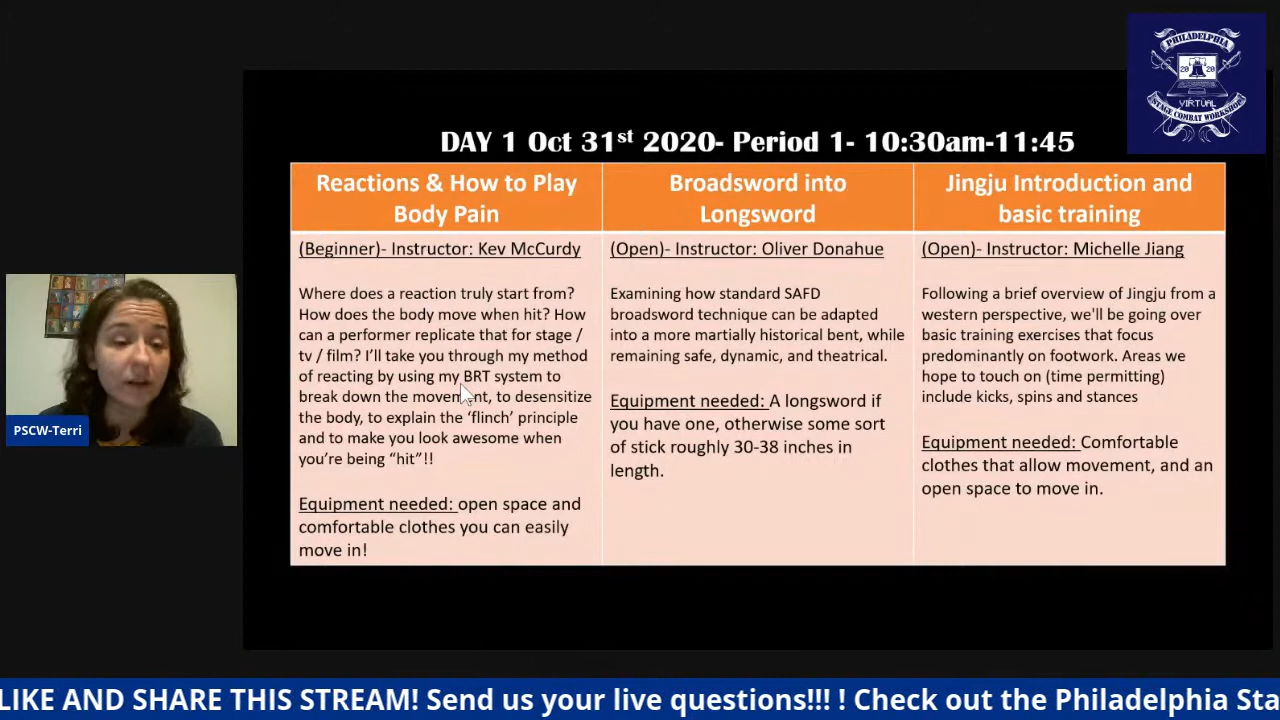 PHILADELPHIA
20 20
VIRTUAL
STAGE COMBAT WORKSHOP
DAY 1 Oct 31st 2020- Period 1- 10:30am-11:45
Reactions & How to Play
Body Pain
(Beginner)- Instructor: Kev McCurdy
Where does a reaction truly start from?
How does the body move when hit? How
can a performer replicate that for stage /
tv / film? I’ll take you through my method
of reacting by using my BRT system to
break down the movement, to desensitize
the body, to explain the ‘flinch’ principle
and to make you look awesome when
you’re being “hit”!!
Equipment needed: open space and
comfortable clothes you can easily
move in!
Broadsword into
Longsword
(Open)- Instructor: Oliver Donahue
Examining how standard SAFD
broadsword technique can be adapted
into a more martially historical bent, while
remaining safe, dynamic, and theatrical.
Equipment needed: A longsword if
you have one, otherwise some sort
of stick roughly 30-38 inches in
length.
Jingju Introduction and
basic training
(Open)- Instructor: Michelle Jiang
Following a brief overview of Jingju from a
western perspective, we'll be going over
basic training exercises that focus
predominantly on footwork. Areas we
hope to touch on (time permitting)
include kicks, spins and stances
Equipment needed: Comfortable
clothes that allow movement, and an
open space to move in.
PSCW-Terri
LIKE AND SHARE THIS STREAM! Send us your live questions!!! ! Check out the Philadelphia Sta